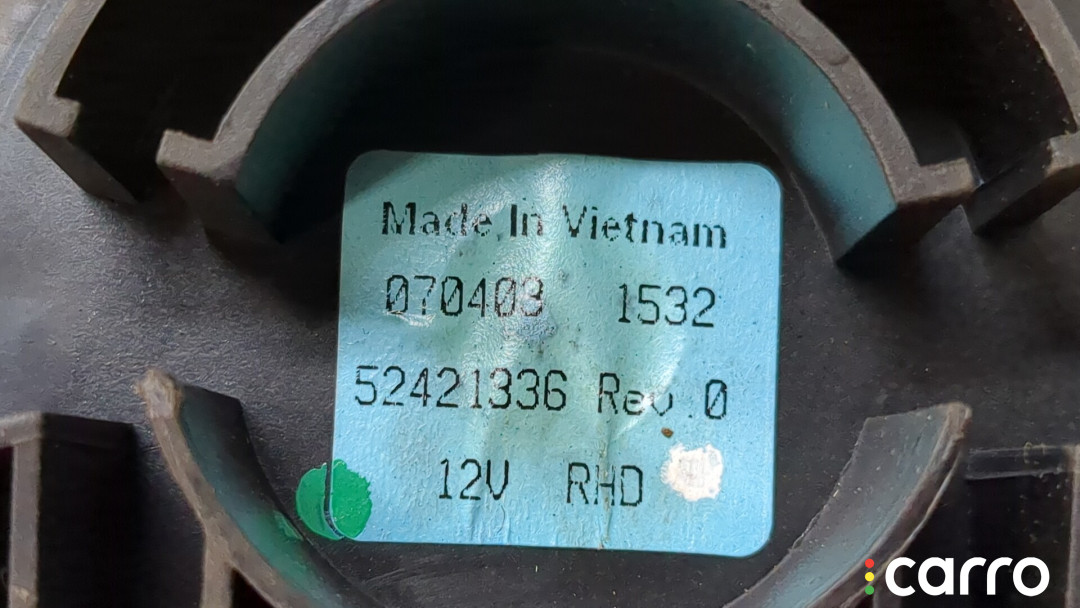 Made In Vietnam
070403 1532
52421336 Rev.0
12V RHD
carro